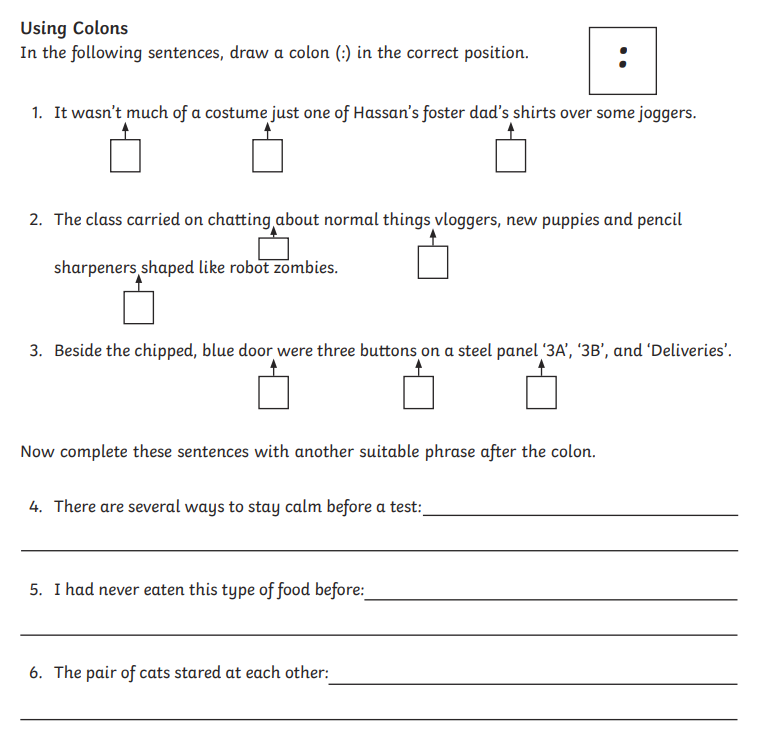 Using Colons
In the following sentences, draw a colon (:) in the correct position.
:
1. It wasn’t much of a costume just one of Hassan’s foster dad’s shirts over some joggers.
2. The class carried on chatting about normal things vloggers, new puppies and pencil
sharpeners shaped like robot zombies.
3. Beside the chipped, blue door were three buttons on a steel panel ‘3A’, ‘3B’, and ‘Deliveries’.
Now complete these sentences with another suitable phrase after the colon.
4. There are several ways to stay calm before a test:
5. I had never eaten this type of food before:
6. The pair of cats stared at each other: